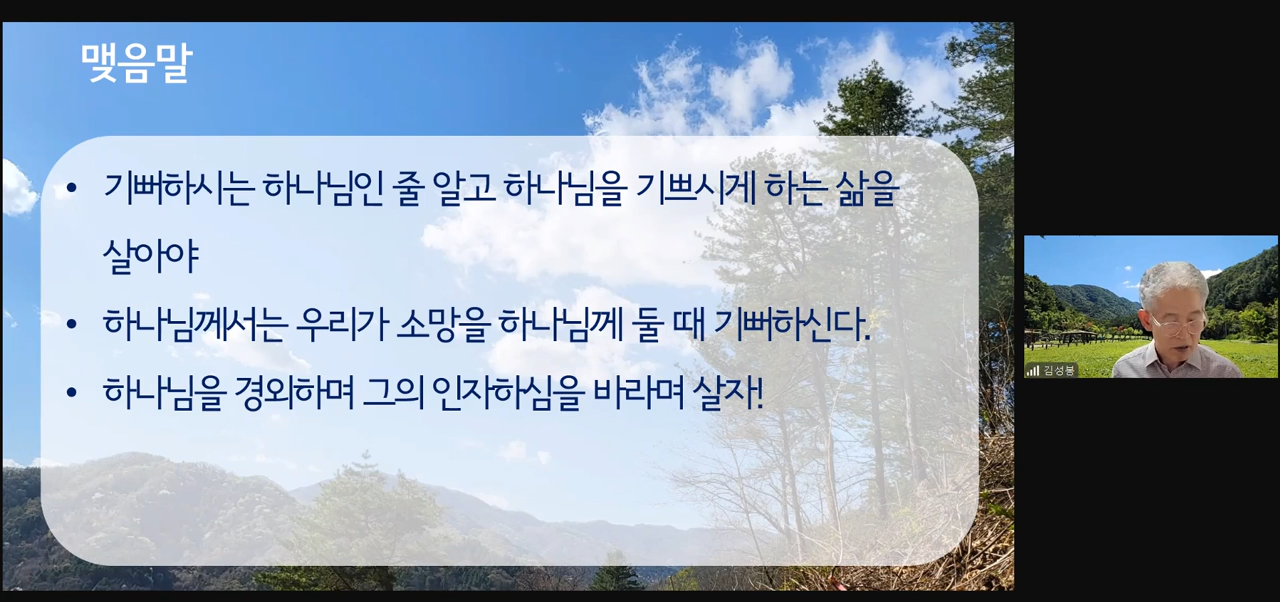 맺음말
• 기뻐하시는 하나님인 줄 알고 하나님을 기쁘시게 하는 삶을
살아야
• 하나님께서는 우리가 소망을 하나님께 둘 때 기뻐하신다.
• 하나님을 경외하며 그의 인자하심을 바라며 살자!
김성봉